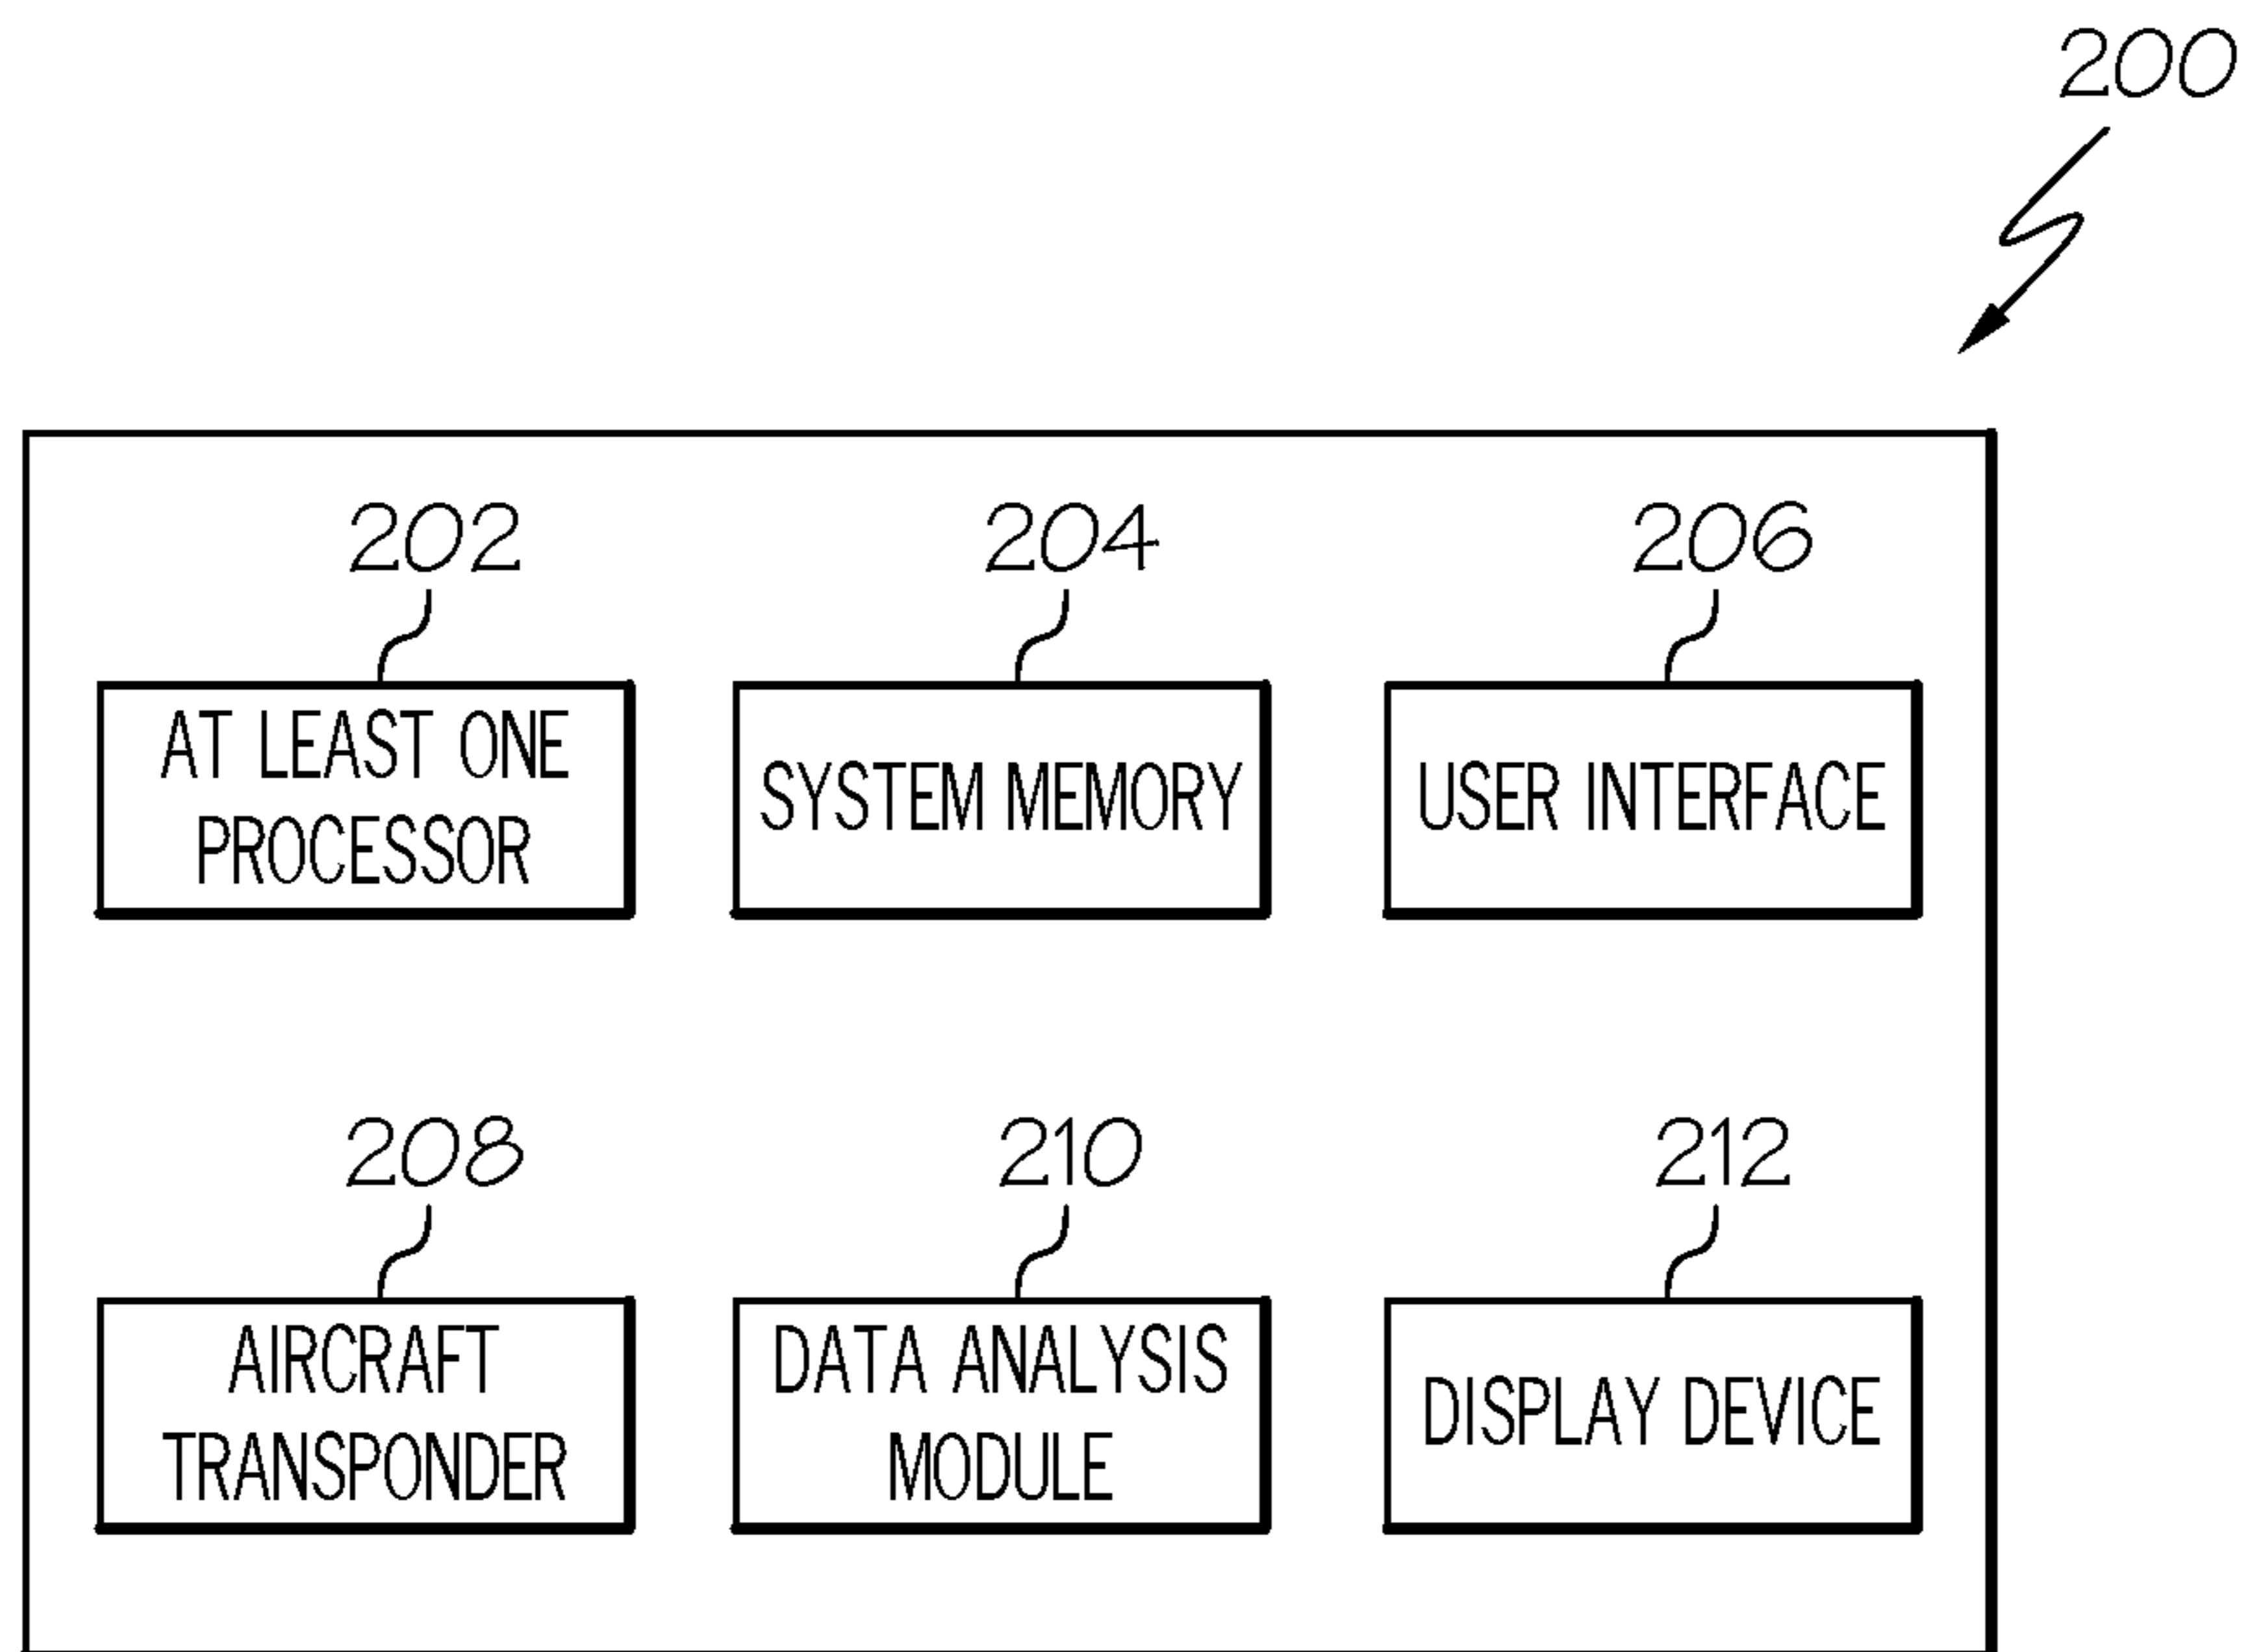 200
202
204
206
AT LEAST ONE
PROCESSOR
SYSTEM MEMORY
USER INTERFACE
208
210
212
AIRCRAFT
TRANSPONDER
DATA ANALYSIS
MODULE
DISPLAY DEVICE